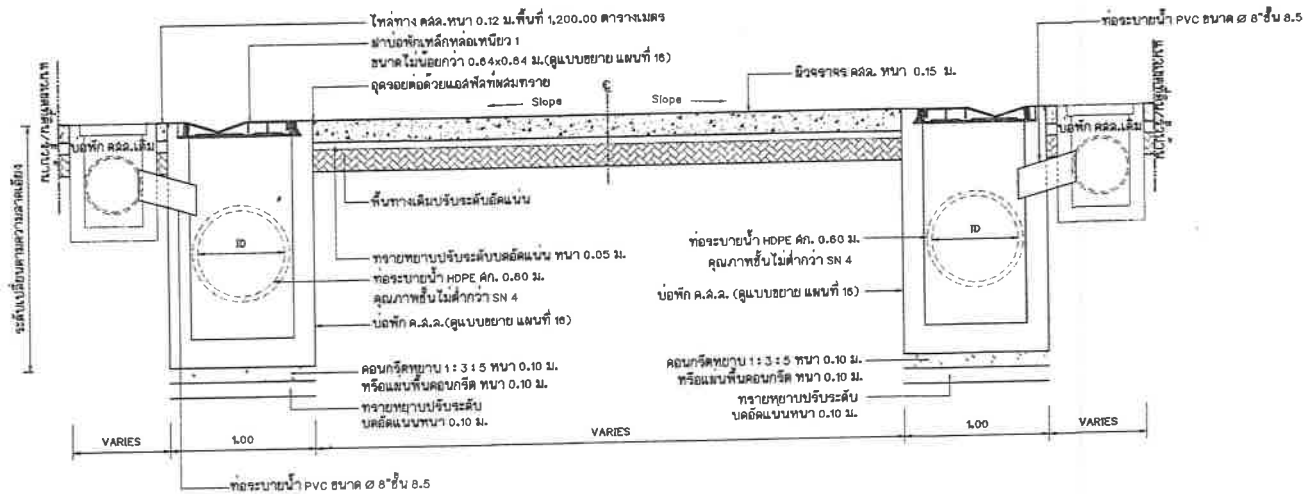 ไหล่ทาง คสล.หนา 0.12 ม.พื้นที่ 1,200.00 ตารางเมตร
ฝาบ่อพักเหล็กหล่อเหนียว 1
ขนาดไม่น้อยกว่า 0.64x0.84 ม.(ดูแบบขยาย แผ่นที่ 16)
อุดรอยต่อด้วยแอสฟัลท์ผสมทราย
ท่อระบายน้ำ PVC ขนาด Ø 8"ชั้น 8.5
ผิวจราจร คสล. หนา 0.15 ม.
Slope
Slope
บ่อพัก คสล.เดิม
บ่อพัก คสล.เดิม
ระดับเปลี่ยนตามความลาดเอียง
พื้นทางเดิมปรับระดับอัดแน่น
ID
ID
ทรายหยาบปรับระดับบดอัดแน่น หนา 0.05 ม.
ท่อระบายน้ำ HDPE ศก. 0.60 ม.
คุณภาพชั้นไม่ต่ำกว่า SN 4
บ่อพัก ค.ส.ล.(ดูแบบขยาย แผ่นที่ 16)
ท่อระบายน้ำ HDPE ศก. 0.60 ม.
คุณภาพชั้นไม่ต่ำกว่า SN 4
บ่อพัก ค.ส.ล. (ดูแบบขยาย แผ่นที่ 16)
คอนกรีตหยาบ 1 : 3 : 5 หนา 0.10 ม.
หรือแผ่นพื้นคอนกรีต หนา 0.10 ม.
ทรายหยาบปรับระดับ
บดอัดแน่นหนา 0.10 ม.
คอนกรีตหยาบ 1 : 3 : 5 หนา 0.10 ม.
หรือแผ่นพื้นคอนกรีต หนา 0.10 ม.
ทรายหยาบปรับระดับ
บดอัดแน่นหนา 0.10 ม.
VARIES
1.00
VARIES
1.00
VARIES
ท่อระบายน้ำ PVC ขนาด Ø 8"ชั้น 8.5